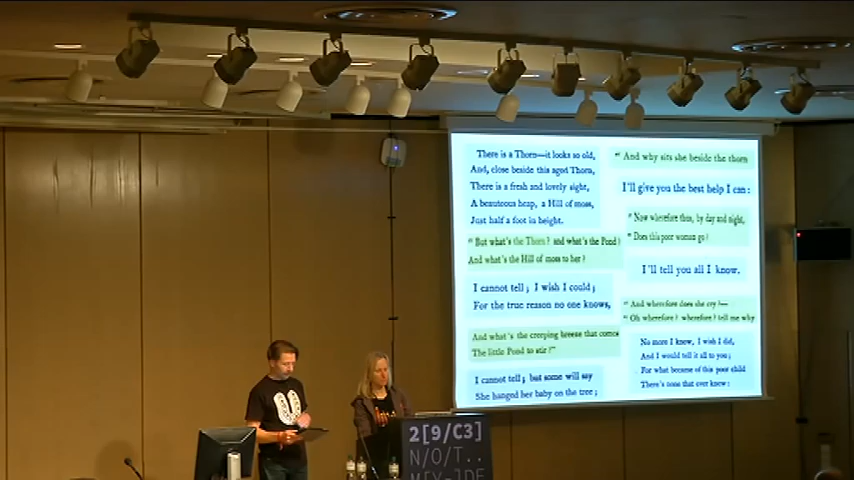 There is a Thorn—it looks so old,
And, close beside this aged Thorn,
There is a fresh and lovely sight,
A beauteous heap, a Hill of moss,
Just half a foot in height.
"But what's the Thorn? and what's the Pond?
And what's the Hill of moss to her?
I cannot tell; I wish I could;
For the true reason no one knows,
And what's the creeping breeze that comes
The little Pond to stir?"
I cannot tell; but some will say
She hanged her baby on the tree;
"And why sits she beside the thorn
I'll give you the best help I can:
"Now wherefore thus, by day and night,
"Does this poor woman go?
I'll tell you all I know.
"And wherefore does she cry?—
"Oh wherefore? wherefore? tell me why
No more I know, I wish I did,
And I would tell it all to you;
For what became of this poor child
There's none that ever knew:
2[9/C3]
N/O/T..